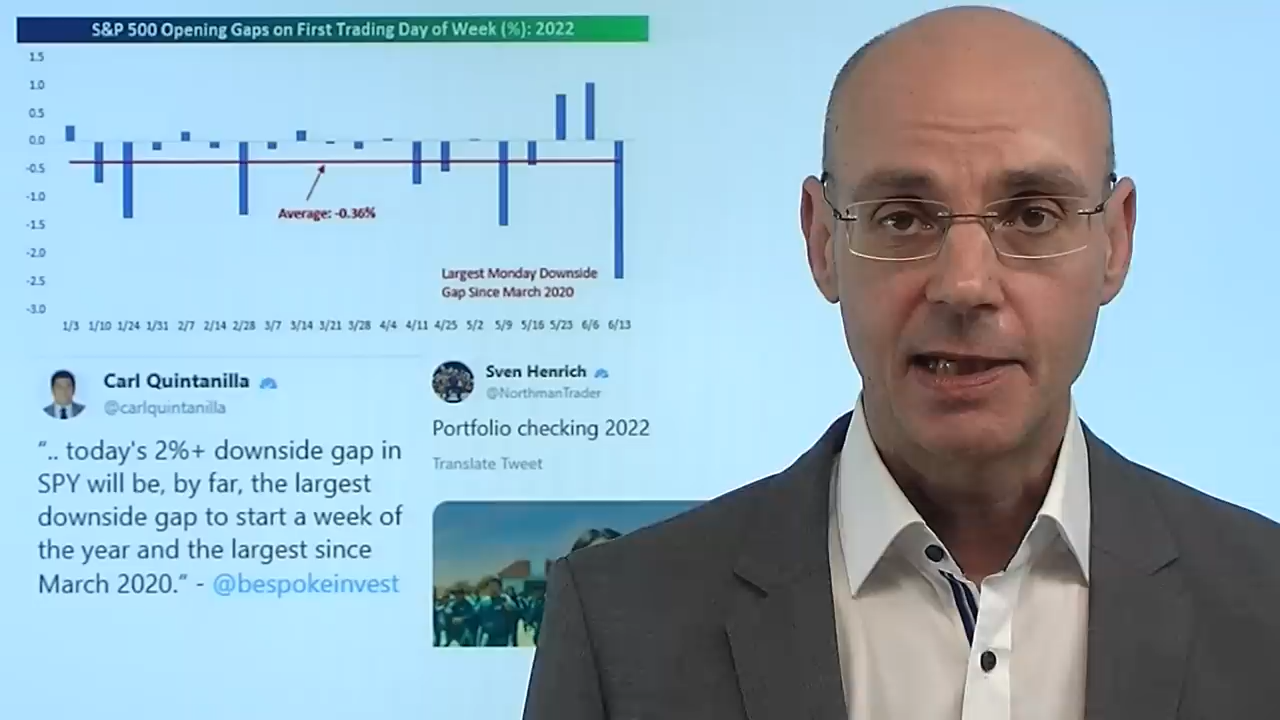 S&P 500 Opening Gaps on First Trading Day of Week (%): 2022
1.5
1.0
0.5
0.0
-0.5
-1.0
-1.5
-2.0
-2.5
-3.0
Average: -0.36%
Largest Monday Downside
Gap Since March 2020
1/3 1/10 1/24 1/31 2/7 2/14 2/28 3/7 3/14 3/21 3/28 4/4 4/11 4/25 5/2 5/9 5/16 5/23 6/6 6/13
Carl Quintanilla
@carlquintanilla
“.. today's 2%+ downside gap in
SPY will be, by far, the largest
downside gap to start a week of
the year and the largest since
March 2020.” - @bespokeinvest
Sven Henrich
@NorthmanTrader
Portfolio checking 2022
Translate Tweet